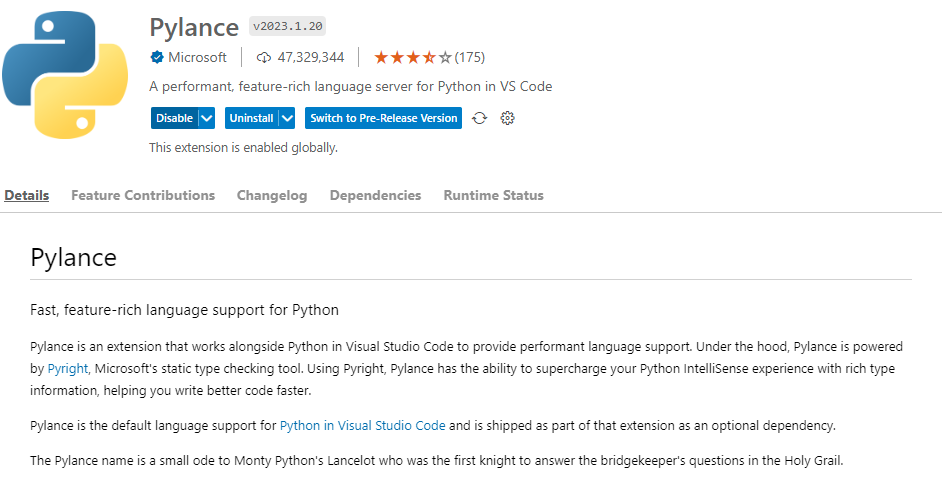 Pylance v2023.1.20
Microsoft 47,329,344 (175)
A performant, feature-rich language server for Python in VS Code
Disable Uninstall Switch to Pre-Release Version
This extension is enabled globally.
Details Feature Contributions Changelog Dependencies Runtime Status
Pylance
Fast, feature-rich language support for Python
Pylance is an extension that works alongside Python in Visual Studio Code to provide performant language support. Under the hood, Pylance is powered
by Pyright, Microsoft's static type checking tool. Using Pyright, Pylance has the ability to supercharge your Python IntelliSense experience with rich type
information, helping you write better code faster.
Pylance is the default language support for Python in Visual Studio Code and is shipped as part of that extension as an optional dependency.
The Pylance name is a small ode to Monty Python's Lancelot who was the first knight to answer the bridgekeeper's questions in the Holy Grail.